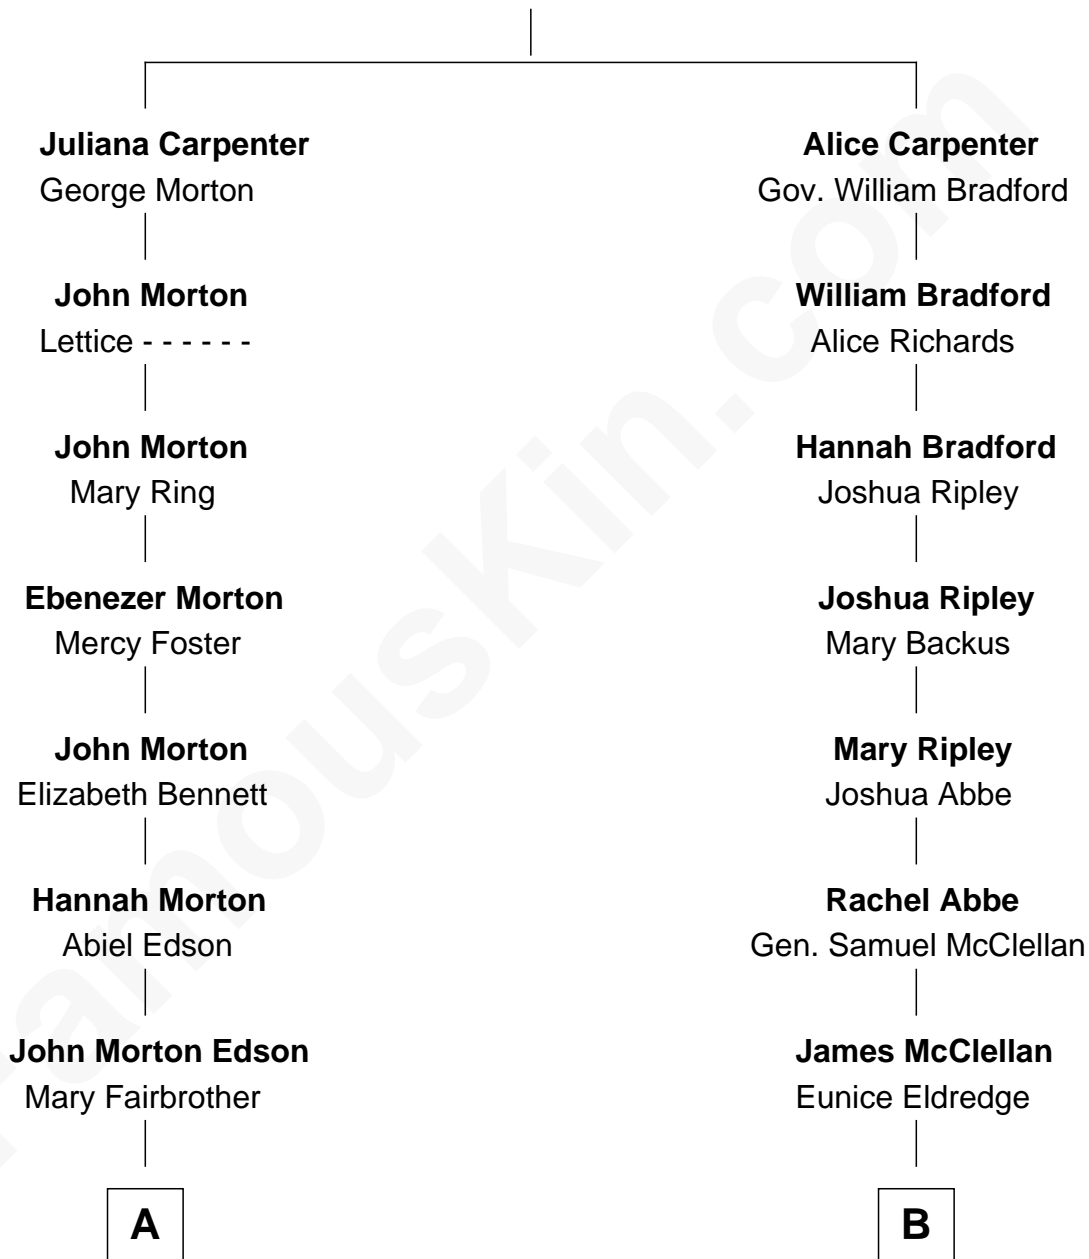 Juliana Carpenter
George Morton
John Morton
Lettice - - - - - -
John Morton
Mary Ring
Ebenezer Morton
Mercy Foster
John Morton
Elizabeth Bennett
Hannah Morton
Abiel Edson
John Morton Edson
Mary Fairbrother
A
Alice Carpenter
Gov. William Bradford
William Bradford
Alice Richards
Hannah Bradford
Joshua Ripley
Joshua Ripley
Mary Backus
Mary Ripley
Joshua Abbe
Rachel Abbe
Gen. Samuel McClellan
James McClellan
Eunice Eldredge
B
FamousKin.com